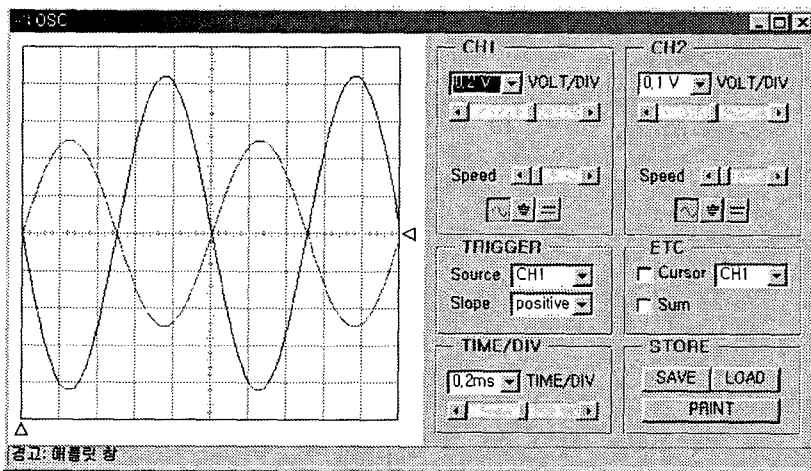 OSC
CH1
0,2 V VOLT/DIV
Speed
CH2
0,1 V VOLT/DIV
Speed
TRIGGER
Source CH1
Slope positive
ETC
Cursor CH1
Sum
TIME/DIV
0,2ms TIME/DIV
STORE
SAVE LOAD
PRINT
경고: 애플릿 창